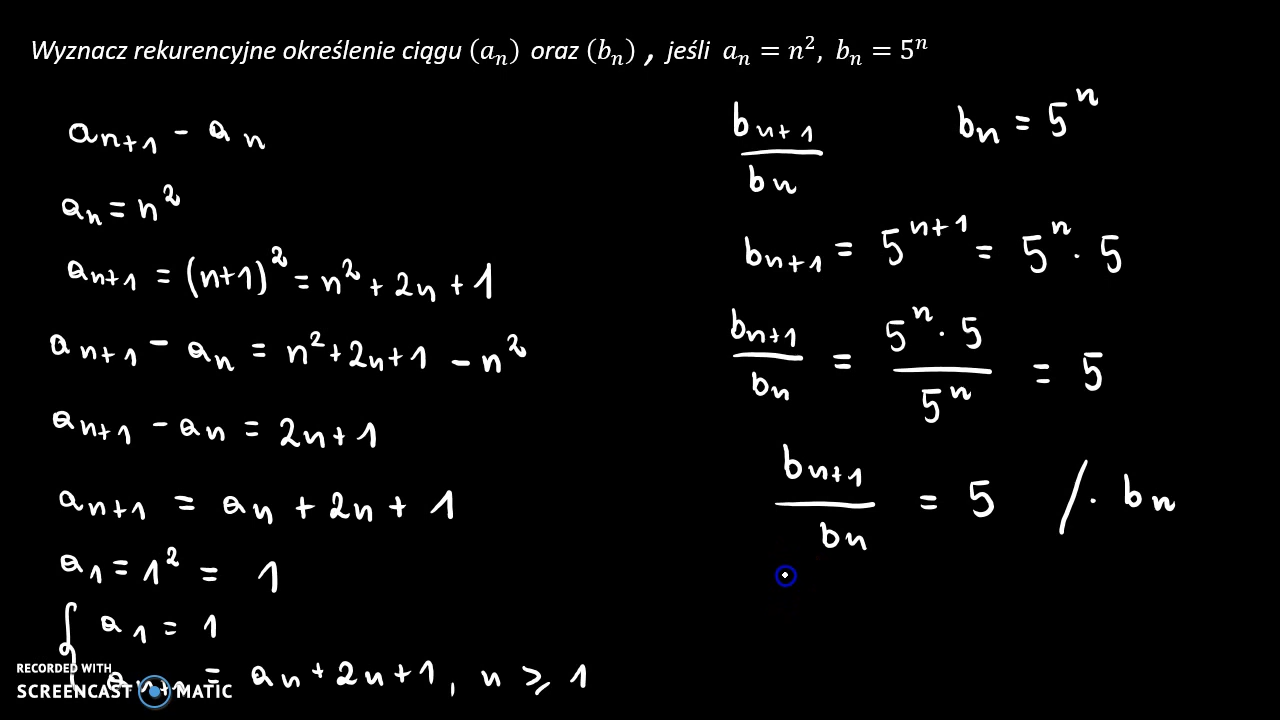 Wyznacz rekurencyjne określenie ciągu (aₙ) oraz (bₙ) , jeśli aₙ = n², bₙ = 5ⁿ
aₙ₊₁ - aₙ
aₙ = n²
aₙ₊₁ = (n+1)² = n² + 2n + 1
aₙ₊₁ - aₙ = n² + 2n + 1 - n²
aₙ₊₁ - aₙ = 2n + 1
aₙ₊₁ = aₙ + 2n + 1
a₁ = 1² = 1
{ a₁ = 1
aₙ₊₁ = aₙ + 2n + 1, n ⩾ 1
bₙ₊₁ / bₙ
bₙ = 5ⁿ
bₙ₊₁ = 5ⁿ⁺¹ = 5ⁿ · 5
bₙ₊₁ / bₙ = 5ⁿ · 5 / 5ⁿ = 5
bₙ₊₁ / bₙ = 5 / · bₙ
RECORDED WITH
SCREENCAST MATIC